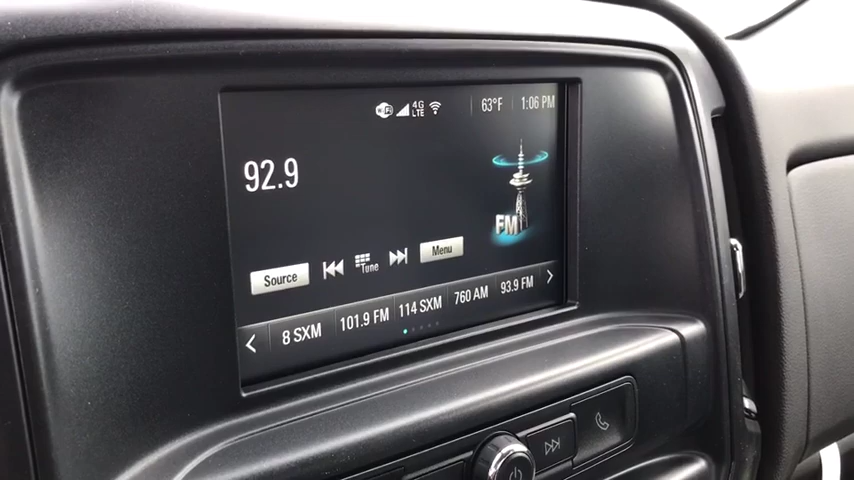 WiFi 4G LTE 63°F 1:06 PM
92.9
FM
Source Tune Menu
8 SXM 101.9 FM 114 SXM 760 AM 93.9 FM